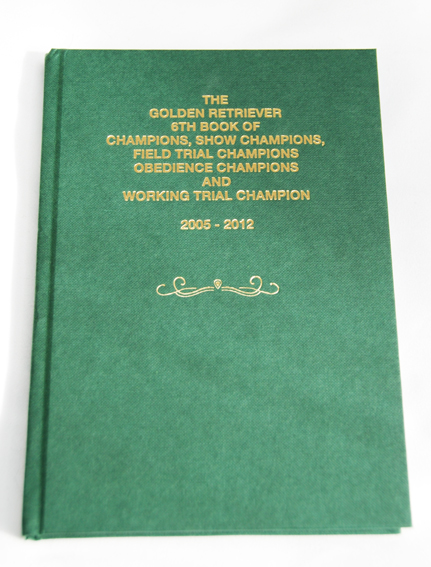 THE
GOLDEN RETRIEVER
6TH BOOK OF
CHAMPIONS, SHOW CHAMPIONS,
FIELD TRIAL CHAMPIONS
OBEDIENCE CHAMPIONS
AND
WORKING TRIAL CHAMPION
2005 - 2012